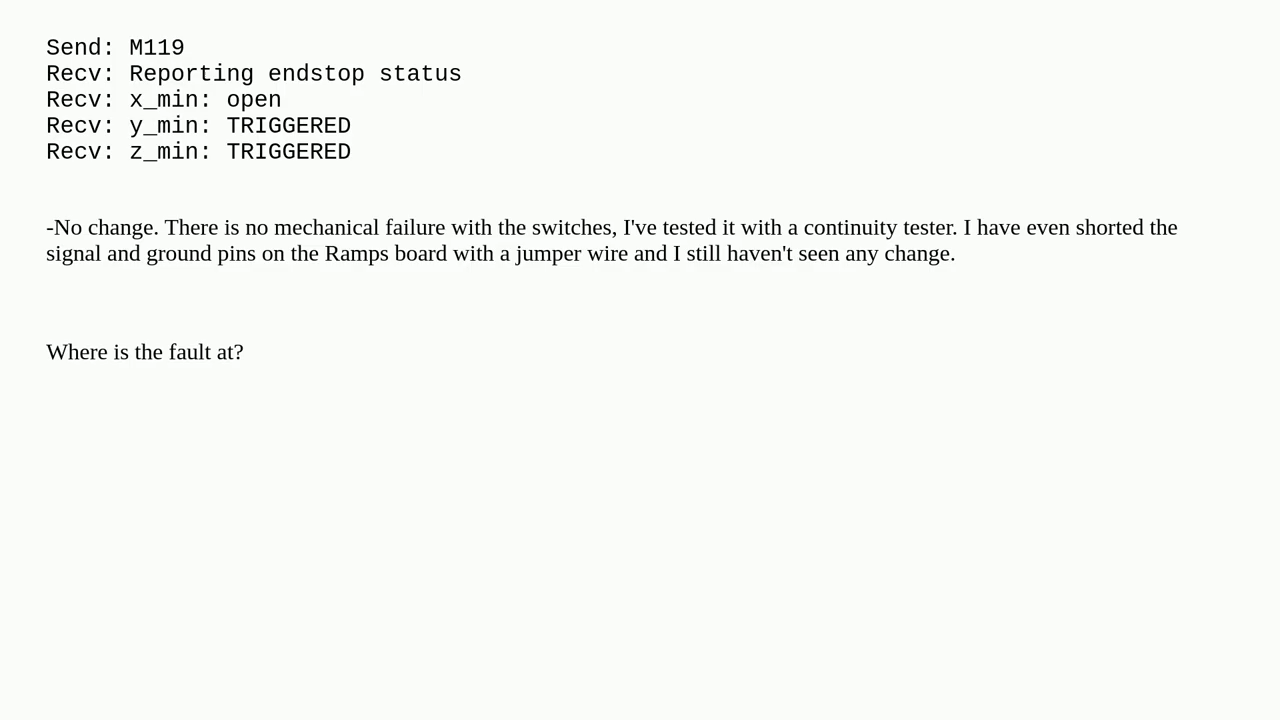 Send: M119
Recv: Reporting endstop status
Recv: x_min: open
Recv: y_min: TRIGGERED
Recv: z_min: TRIGGERED
-No change. There is no mechanical failure with the switches, I've tested it with a continuity tester. I have even shorted the
signal and ground pins on the Ramps board with a jumper wire and I still haven't seen any change.
Where is the fault at?